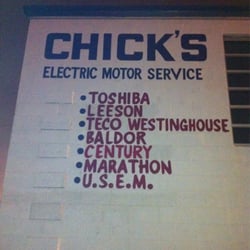 CHICK'S
ELECTRIC MOTOR SERVICE
•TOSHIBA
•LEESON
•TECO WESTINGHOUSE
•BALDOR
•CENTURY
•MARATHON
•U.S.E.M.